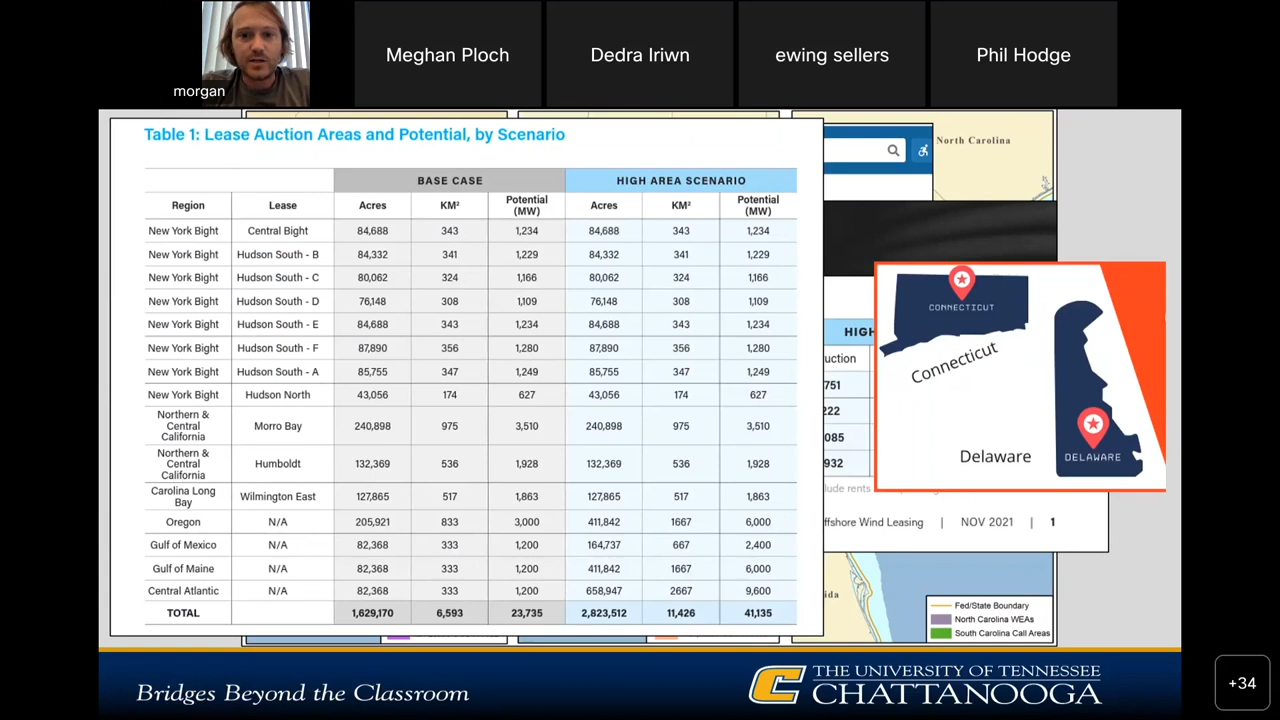 morgan
Meghan Ploch
Dedra Iriwn
ewing sellers
Phil Hodge
Table 1: Lease Auction Areas and Potential, by Scenario
BASE CASE HIGH AREA SCENARIO
Region Lease Acres KM² Potential (MW) Acres KM² Potential (MW)
New York Bight Central Bight 84,688 343 1,234 84,688 343 1,234
New York Bight Hudson South - B 84,332 341 1,229 84,332 341 1,229
New York Bight Hudson South - C 80,062 324 1,166 80,062 324 1,166
New York Bight Hudson South - D 76,148 308 1,109 76,148 308 1,109
New York Bight Hudson South - E 84,688 343 1,234 84,688 343 1,234
New York Bight Hudson South - F 87,890 356 1,280 87,890 356 1,280
New York Bight Hudson South - A 85,755 347 1,249 85,755 347 1,249
New York Bight Hudson North 43,056 174 627 43,056 174 627
Northern & Central California Morro Bay 240,898 975 3,510 240,898 975 3,510
Northern & Central California Humboldt 132,369 536 1,928 132,369 536 1,928
Carolina Long Bay Wilmington East 127,865 517 1,863 127,865 517 1,863
Oregon N/A 205,921 833 3,000 411,842 1667 6,000
Gulf of Mexico N/A 82,368 333 1,200 164,737 667 2,400
Gulf of Maine N/A 82,368 333 1,200 411,842 1667 6,000
Central Atlantic N/A 82,368 333 1,200 658,947 2667 9,600
TOTAL 1,629,170 6,593 23,735 2,823,512 11,426 41,135
North Carolina
HIGH
uction
751
222
085
932
CONNECTICUT
Connecticut
Delaware
DELAWARE
lude rents
ffshore Wind Leasing | NOV 2021 | 1
ida
Fed/State Boundary
North Carolina WEAs
South Carolina Call Areas
Bridges Beyond the Classroom
THE UNIVERSITY OF TENNESSEE
CHATTANOOGA
+34